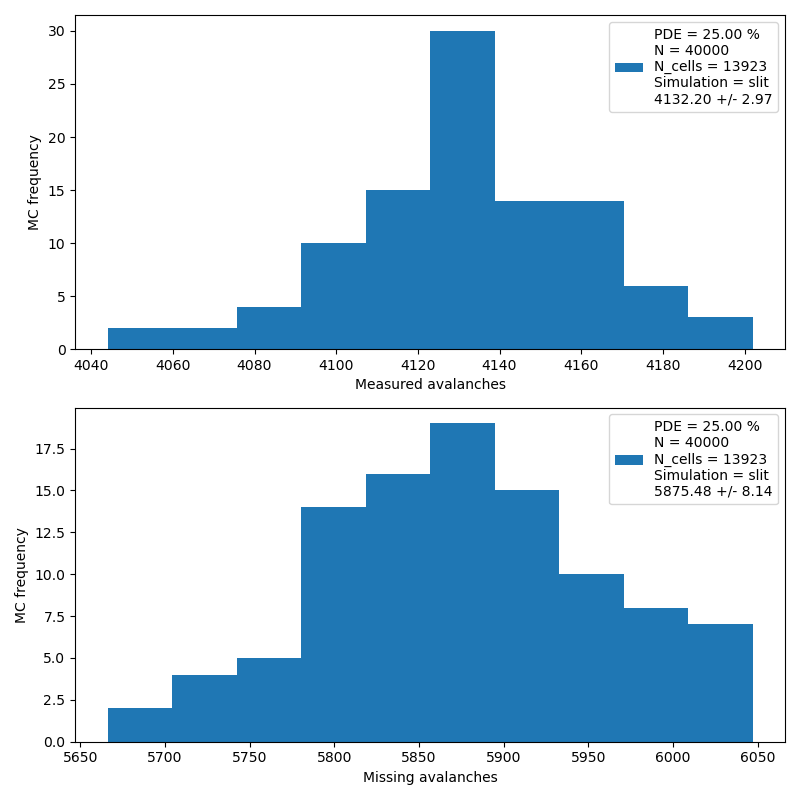 30
25
20
15
10
5
0
MC frequency
PDE = 25.00 %
N = 40000
N_cells = 13923
Simulation = slit
4132.20 +/- 2.97
4040 4060 4080 4100 4120 4140 4160 4180 4200
Measured avalanches
17.5
15.0
12.5
10.0
7.5
5.0
2.5
0.0
MC frequency
PDE = 25.00 %
N = 40000
N_cells = 13923
Simulation = slit
5875.48 +/- 8.14
5650 5700 5750 5800 5850 5900 5950 6000 6050
Missing avalanches